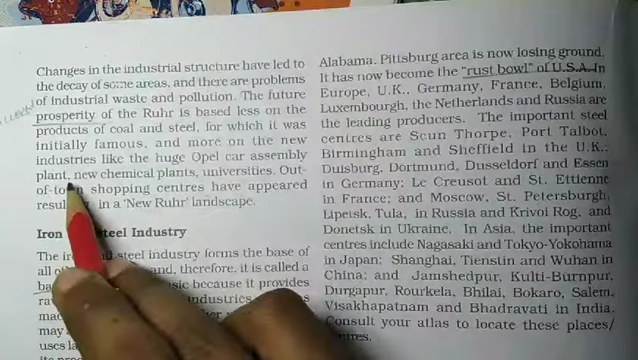 Changes in the industrial structure have led to
the decay of some areas, and there are problems
of industrial waste and pollution. The future
prosperity of the Ruhr is based less on the
products of coal and steel, for which it was
initially famous, and more on the new
industries like the huge Opel car assembly
plant, new chemical plants, universities. Out-
of-town shopping centres have appeared
in a 'New Ruhr' landscape.
Iron Steel Industry
The steel industry forms the base of
all and, therefore, it is called a
because it provides
industries
may
uses
Alabama. Pittsburg area is now losing ground.
It has now become the "rust bowl" of U.S.A. In
Europe, U.K., Germany, France, Belgium,
Luxembourgh, the Netherlands and Russia are
the leading producers. The important steel
centres are Scun Thorpe, Port Talbot,
Birmingham and Sheffield in the U.K.;
Duisburg, Dortmund, Dusseldorf and Essen
in Germany; Le Creusot and St. Ettienne
in France; and Moscow, St. Petersburgh,
Lipeisk, Tula, in Russia and Krivoi Rog, and
Donetsk in Ukraine. In Asia, the important
centres include Nagasaki and Tokyo-Yokohama
in Japan; Shanghai, Tienstin and Wuhan in
China; and Jamshedpur, Kulti-Burnpur,
Durgapur, Rourkela, Bhilai, Bokaro, Salem,
Visakhapatnam and Bhadravati in India.
Consult your atlas to locate these places/
centres.